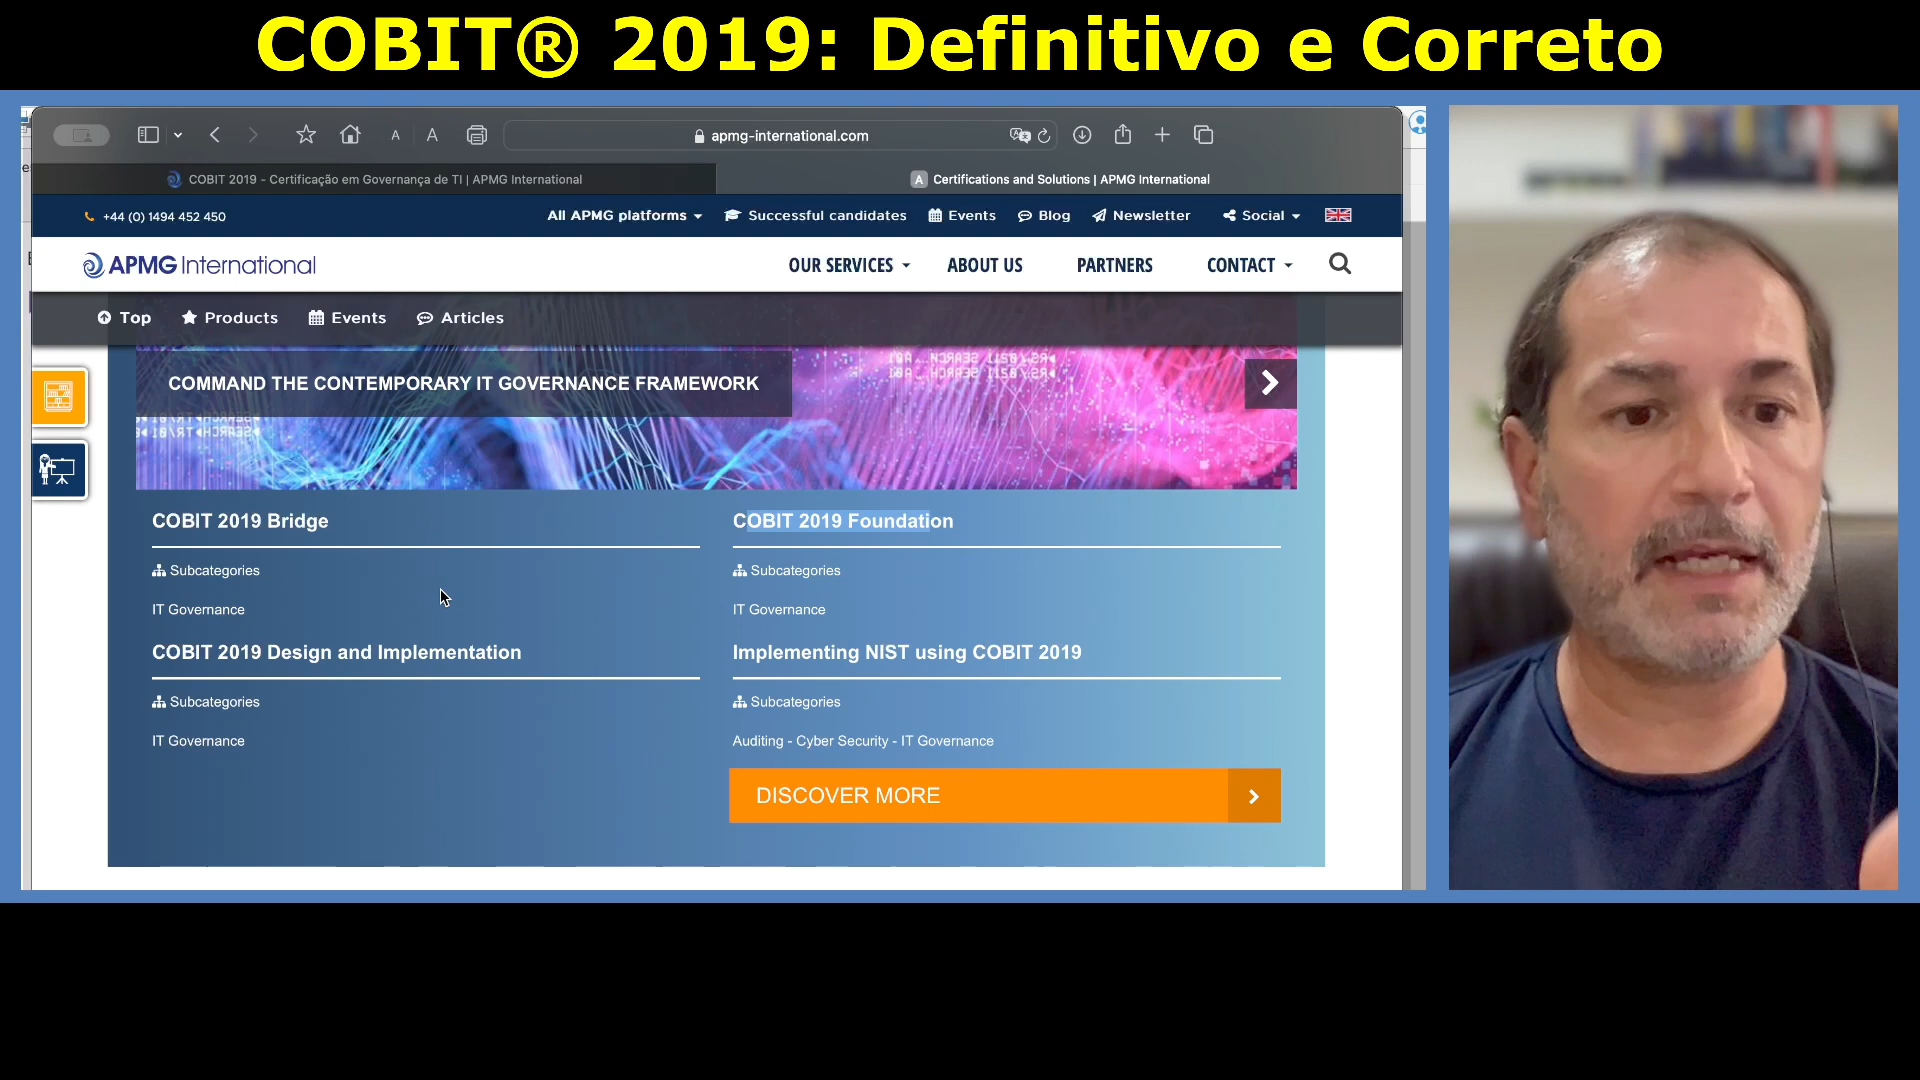 COBIT® 2019: Definitivo e Correto
A A apmg-international.com
COBIT 2019 - Certificação em Governança de TI | APMG International
A Certifications and Solutions | APMG International
+44 (0) 1494 452 450 All APMG platforms Successful candidates Events Blog Newsletter Social
APMG International OUR SERVICES ABOUT US PARTNERS CONTACT
Top Products Events Articles
COMMAND THE CONTEMPORARY IT GOVERNANCE FRAMEWORK
COBIT 2019 Bridge
Subcategories
IT Governance
COBIT 2019 Foundation
Subcategories
IT Governance
COBIT 2019 Design and Implementation
Subcategories
IT Governance
Implementing NIST using COBIT 2019
Subcategories
Auditing - Cyber Security - IT Governance
DISCOVER MORE